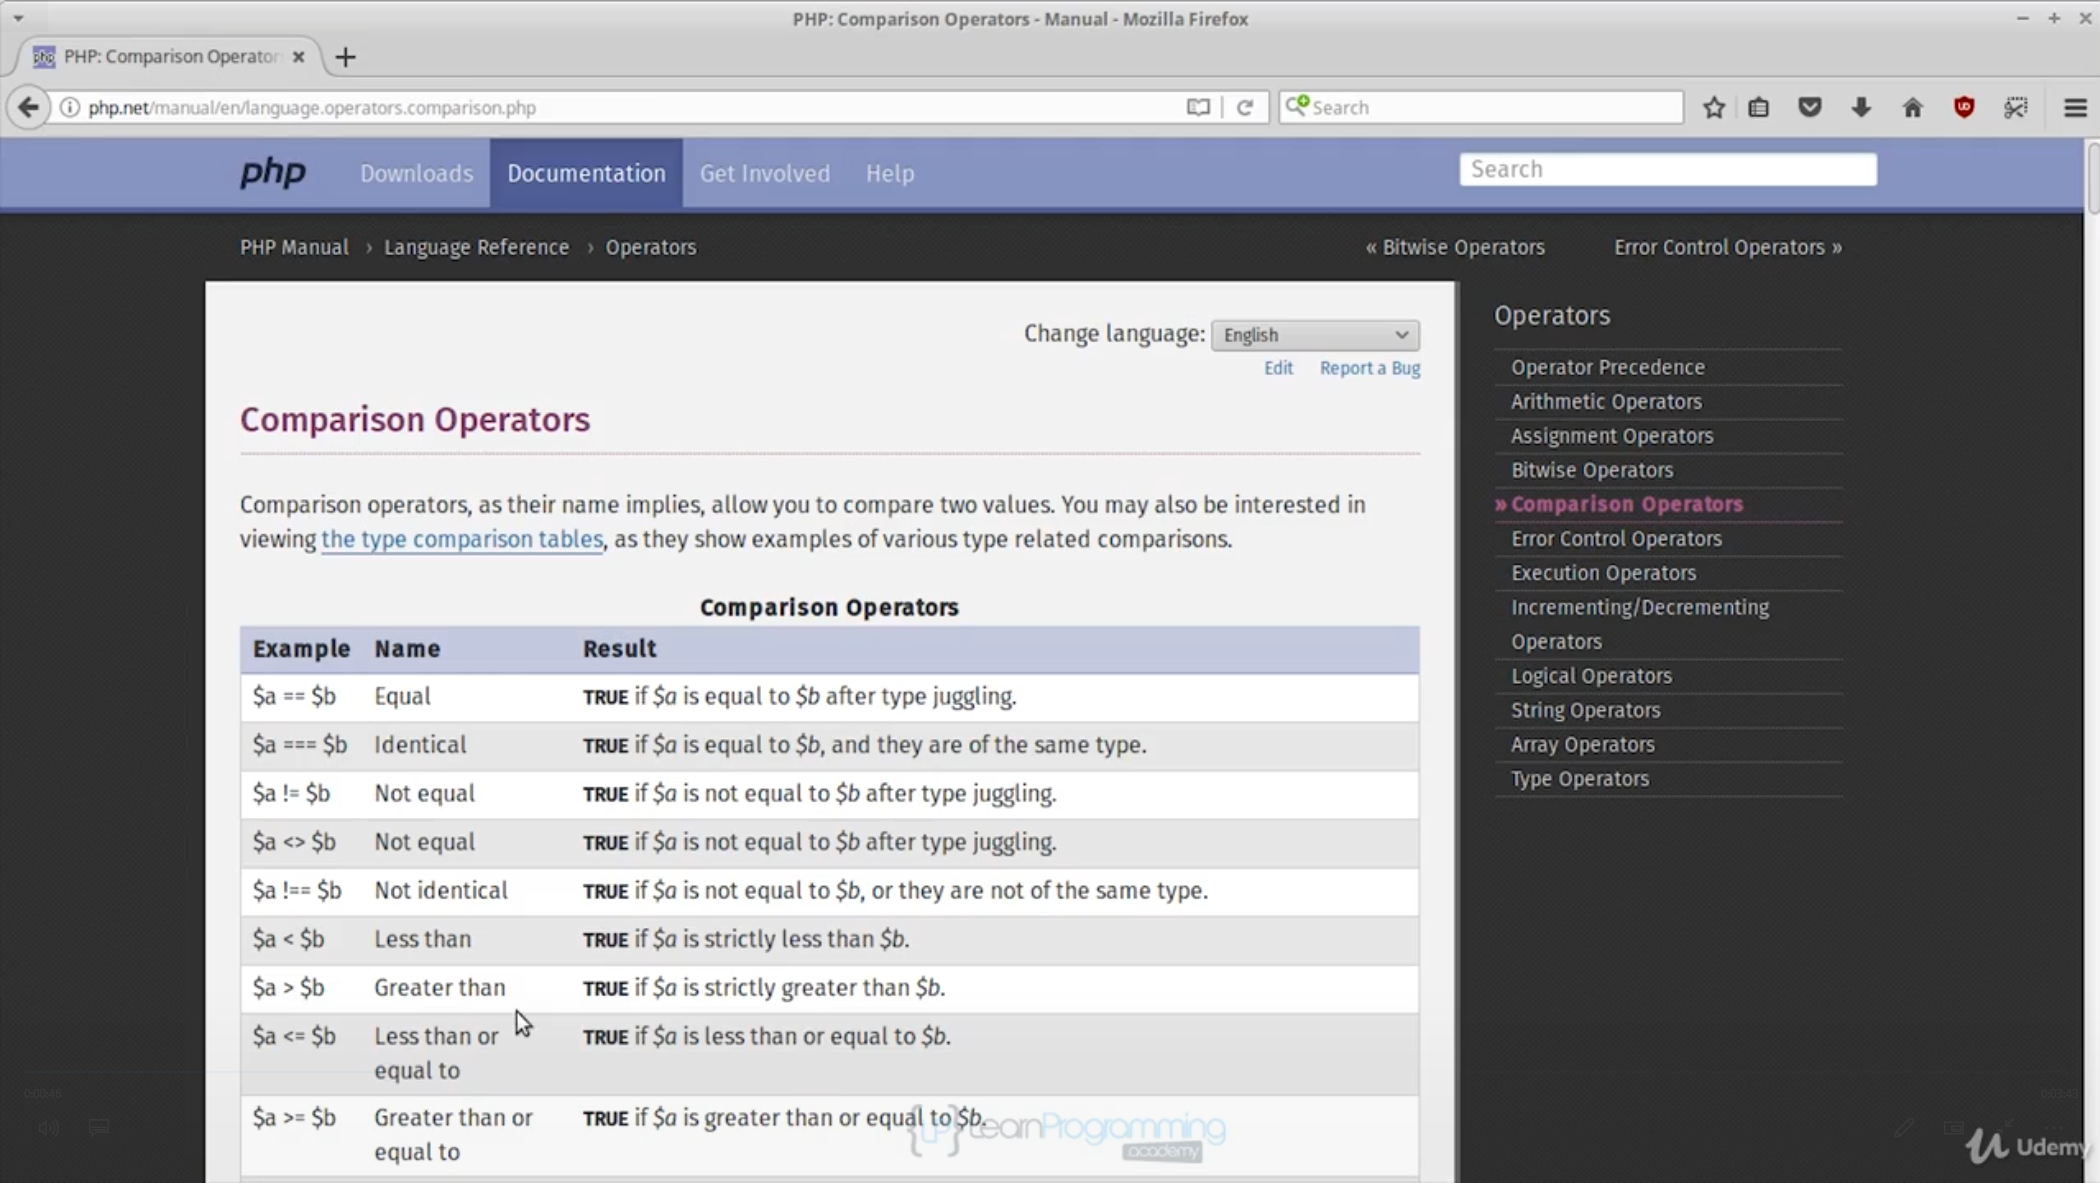 PHP: Comparison Operators - Manual - Mozilla Firefox
PHP: Comparison Operator
php.net/manual/en/language.operators.comparison.php
Search
php
Downloads
Documentation
Get Involved
Help
Search
PHP Manual › Language Reference › Operators
« Bitwise Operators
Error Control Operators »
Change language: English
Edit
Report a Bug
Comparison Operators
Comparison operators, as their name implies, allow you to compare two values. You may also be interested in
viewing the type comparison tables, as they show examples of various type related comparisons.
Comparison Operators
Example Name Result
$a == $b Equal TRUE if $a is equal to $b after type juggling.
$a === $b Identical TRUE if $a is equal to $b, and they are of the same type.
$a != $b Not equal TRUE if $a is not equal to $b after type juggling.
$a <> $b Not equal TRUE if $a is not equal to $b after type juggling.
$a !== $b Not identical TRUE if $a is not equal to $b, or they are not of the same type.
$a < $b Less than TRUE if $a is strictly less than $b.
$a > $b Greater than TRUE if $a is strictly greater than $b.
$a <= $b Less than or TRUE if $a is less than or equal to $b.
equal to
$a >= $b Greater than or TRUE if $a is greater than or equal to $b.
equal to
Operators
Operator Precedence
Arithmetic Operators
Assignment Operators
Bitwise Operators
» Comparison Operators
Error Control Operators
Execution Operators
Incrementing/Decrementing
Operators
Logical Operators
String Operators
Array Operators
Type Operators
LearnProgramming
academy
Udemy